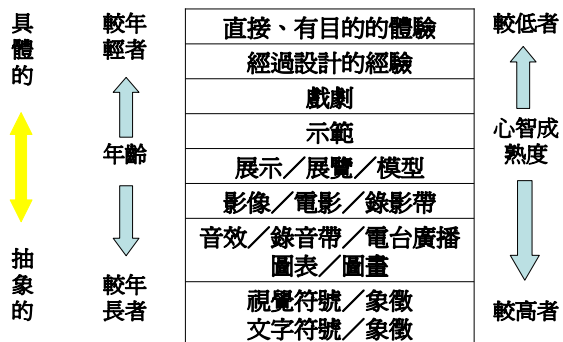 具體的
抽象的
較年輕者
年齡
較年長者
直接、有目的的體驗
經過設計的經驗
戲劇
示範
展示／展覽／模型
影像／電影／錄影帶
音效／錄音帶／電台廣播
圖表／圖畫
視覺符號／象徵
文字符號／象徵
較低者
心智成熟度
較高者